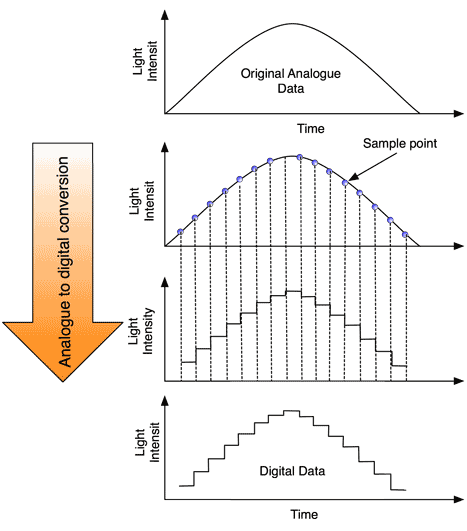 Light
Intensit
Original Analogue
Data
Time
Analogue to digital conversion
Light
Intensit
Sample point
Light
Intensity
Light
Intensit
Digital Data
Time